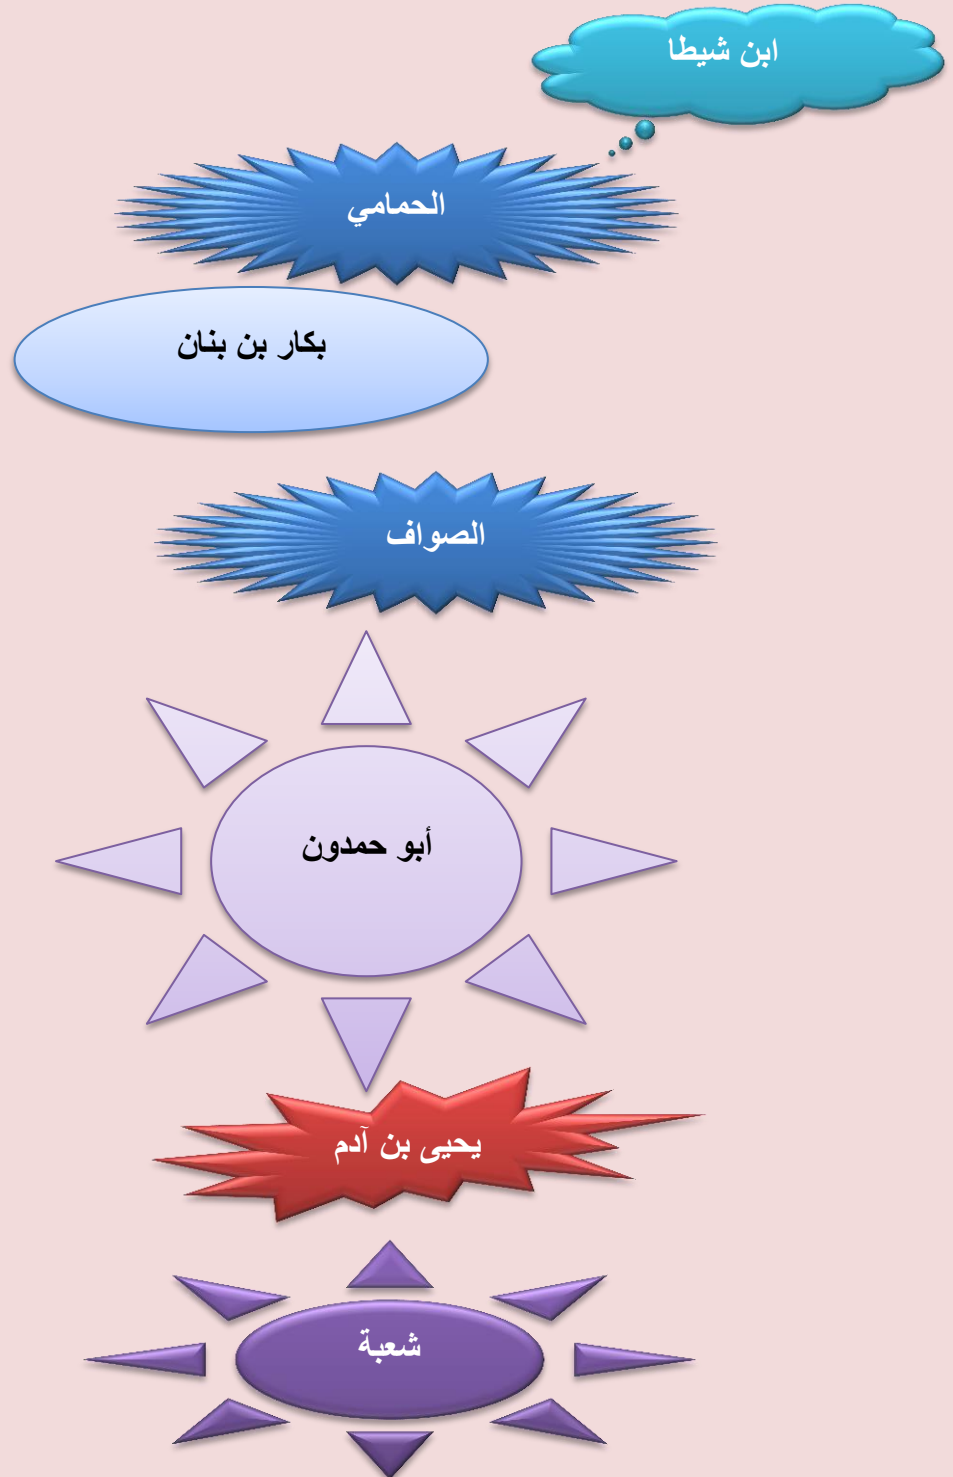 ابن شيطا
الحمامي
بكار بن بنان
الصواف
أبو حمدون
يحيى بن آدم
شعبة